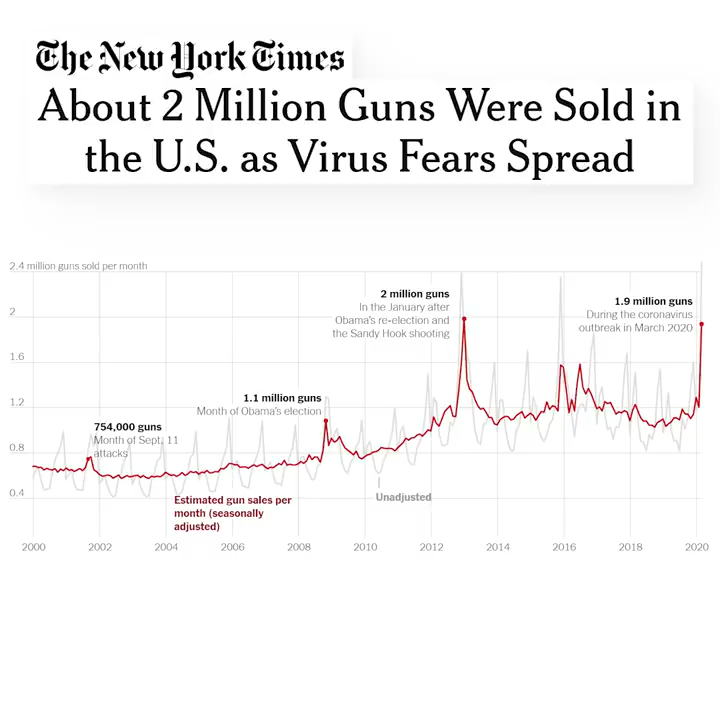 The New York Times
About 2 Million Guns Were Sold in
the U.S. as Virus Fears Spread
2.4 million guns sold per month
2
1.6
1.2
0.8
0.4
754,000 guns
Month of Sept. 11
attacks
1.1 million guns
Month of Obama's election
2 million guns
In the January after
Obama's re-election and
the Sandy Hook shooting
1.9 million guns
During the coronavirus
outbreak in March 2020
Estimated gun sales per
month (seasonally
adjusted)
Unadjusted
2000 2002 2004 2006 2008 2010 2012 2014 2016 2018 2020